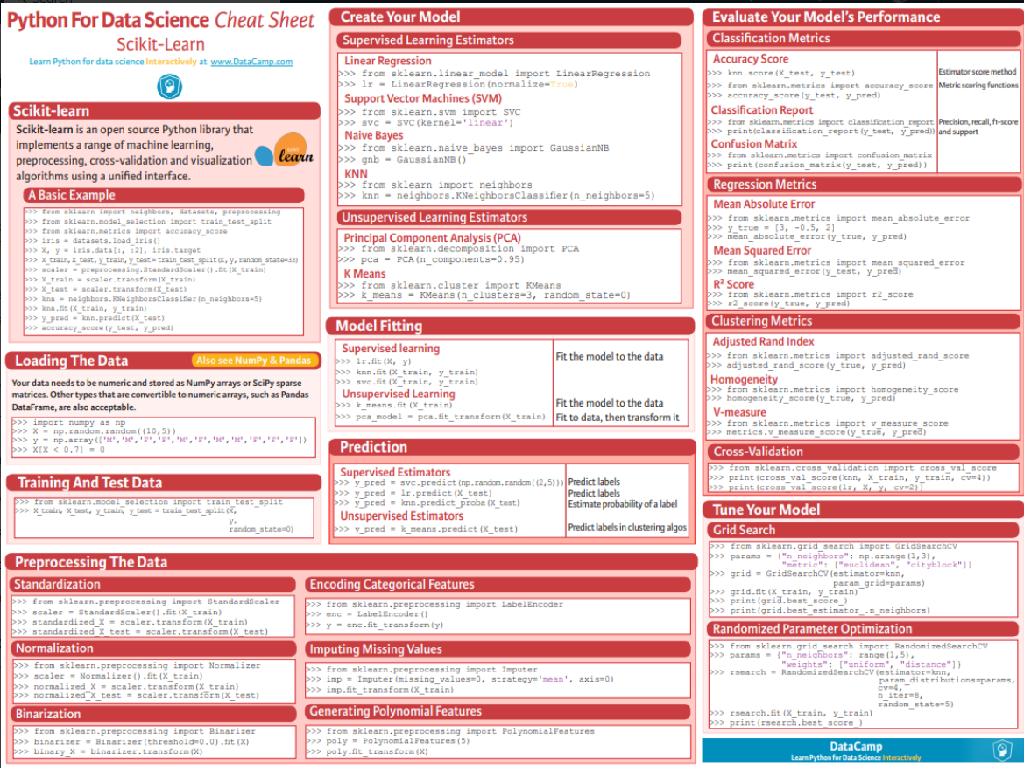 Python For Data Science Cheat Sheet
Scikit-Learn
Learn Python for data science Interactively at www.DataCamp.com
Scikit-learn
Scikit-learn is an open source Python library that
implements a range of machine learning,
preprocessing, cross-validation and visualization
algorithms using a unified interface.
learn
A Basic Example
>>> from sklearn import neighbors, datasets, preprocessing
>>> from sklearn.model_selection import train_test_split
>>> from sklearn.metrics import accuracy_score
>>> iris = datasets.load_iris()
>>> X, y = iris.data[:, :2], iris.target
>>> X_train, X_test, y_train, y_test = train_test_split(X, y, random_state=33)
>>> scaler = preprocessing.StandardScaler().fit(X_train)
>>> X_train = scaler.transform(X_train)
>>> X_test = scaler.transform(X_test)
>>> knn = neighbors.KNeighborsClassifier(n_neighbors=5)
>>> knn.fit(X_train, y_train)
>>> y_pred = knn.predict(X_test)
>>> accuracy_score(y_test, y_pred)
Loading The Data
Also see NumPy & Pandas
Your data needs to be numeric and stored as NumPy arrays or SciPy sparse
matrices. Other types that are convertible to numeric arrays, such as Pandas
DataFrame, are also acceptable.
>>> import numpy as np
>>> X = np.random.random((10,5))
>>> y = np.array(['M','M','F','F','M','F','M','M','F','F','F'])
>>> X[X < 0.7] = 0
Training And Test Data
>>> from sklearn.model_selection import train_test_split
>>> X_train, X_test, y_train, y_test = train_test_split(X,
y,
random_state=0)
Preprocessing The Data
Standardization
>>> from sklearn.preprocessing import StandardScaler
>>> scaler = StandardScaler().fit(X_train)
>>> standardized_X = scaler.transform(X_train)
>>> standardized_X_test = scaler.transform(X_test)
Normalization
>>> from sklearn.preprocessing import Normalizer
>>> scaler = Normalizer().fit(X_train)
>>> normalized_X = scaler.transform(X_train)
>>> normalized_X_test = scaler.transform(X_test)
Binarization
>>> from sklearn.preprocessing import Binarizer
>>> binarizer = Binarizer(threshold=0.0).fit(X)
>>> binary_X = binarizer.transform(X)
Encoding Categorical Features
>>> from sklearn.preprocessing import LabelEncoder
>>> enc = LabelEncoder()
>>> y = enc.fit_transform(y)
Imputing Missing Values
>>> from sklearn.preprocessing import Imputer
>>> imp = Imputer(missing_values=0, strategy='mean', axis=0)
>>> imp.fit_transform(X_train)
Generating Polynomial Features
>>> from sklearn.preprocessing import PolynomialFeatures
>>> poly = PolynomialFeatures(5)
>>> poly.fit_transform(X)
Create Your Model
Supervised Learning Estimators
Linear Regression
>>> from sklearn.linear_model import LinearRegression
>>> lr = LinearRegression(normalize=True)
Support Vector Machines (SVM)
>>> from sklearn.svm import SVC
>>> svc = SVC(kernel='linear')
Naive Bayes
>>> from sklearn.naive_bayes import GaussianNB
>>> gnb = GaussianNB()
KNN
>>> from sklearn import neighbors
>>> knn = neighbors.KNeighborsClassifier(n_neighbors=5)
Unsupervised Learning Estimators
Principal Component Analysis (PCA)
>>> from sklearn.decomposition import PCA
>>> pca = PCA(n_components=0.95)
K Means
>>> from sklearn.cluster import KMeans
>>> k_means = KMeans(n_clusters=3, random_state=0)
Model Fitting
Supervised learning
>>> lr.fit(X, y) Fit the model to the data
>>> knn.fit(X_train, y_train)
>>> svc.fit(X_train, y_train)
Unsupervised Learning
>>> k_means.fit(X_train) Fit the model to the data
>>> pca_model = pca.fit_transform(X_train) Fit to data, then transform it
Prediction
Supervised Estimators
>>> y_pred = svc.predict(np.random.random((2,5))) Predict labels
>>> y_pred = lr.predict(X_test) Predict labels
>>> y_pred = knn.predict_proba(X_test) Estimate probability of a label
Unsupervised Estimators
>>> y_pred = k_means.predict(X_test) Predict labels in clustering algos
Evaluate Your Model's Performance
Classification Metrics
Accuracy Score
>>> knn.score(X_test, y_test) Estimator score method
>>> from sklearn.metrics import accuracy_score Metric scoring functions
>>> accuracy_score(y_test, y_pred)
Classification Report
>>> from sklearn.metrics import classification_report Precision, recall, f1-score
>>> print(classification_report(y_test, y_pred)) and support
Confusion Matrix
>>> from sklearn.metrics import confusion_matrix
>>> print(confusion_matrix(y_test, y_pred))
Regression Metrics
Mean Absolute Error
>>> from sklearn.metrics import mean_absolute_error
>>> y_true = [3, -0.5, 2]
>>> mean_absolute_error(y_true, y_pred)
Mean Squared Error
>>> from sklearn.metrics import mean_squared_error
>>> mean_squared_error(y_test, y_pred)
R² Score
>>> from sklearn.metrics import r2_score
>>> r2_score(y_true, y_pred)
Clustering Metrics
Adjusted Rand Index
>>> from sklearn.metrics import adjusted_rand_score
>>> adjusted_rand_score(y_true, y_pred)
Homogeneity
>>> from sklearn.metrics import homogeneity_score
>>> homogeneity_score(y_true, y_pred)
V-measure
>>> from sklearn.metrics import v_measure_score
>>> metrics.v_measure_score(y_true, y_pred)
Cross-Validation
>>> from sklearn.cross_validation import cross_val_score
>>> print(cross_val_score(knn, X_train, y_train, cv=4))
>>> print(cross_val_score(lr, X, y, cv=2))
Tune Your Model
Grid Search
>>> from sklearn.grid_search import GridSearchCV
>>> params = {"n_neighbors": np.arange(1,3),
"metric": ["euclidean", "cityblock"]}
>>> grid = GridSearchCV(estimator=knn,
param_grid=params)
>>> grid.fit(X_train, y_train)
>>> print(grid.best_score_)
>>> print(grid.best_estimator_.n_neighbors)
Randomized Parameter Optimization
>>> from sklearn.grid_search import RandomizedSearchCV
>>> params = {"n_neighbors": range(1,5),
"weights": ["uniform", "distance"]}
>>> rsearch = RandomizedSearchCV(estimator=knn,
param_distributions=params,
cv=4,
n_iter=8,
random_state=5)
>>> rsearch.fit(X_train, y_train)
>>> print(rsearch.best_score_)
DataCamp
Learn Python for Data Science Interactively